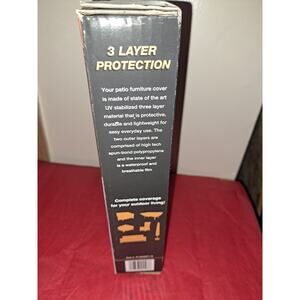 3 LAYER
PROTECTION
Your patio furniture cover
is made of state of the art
UV stabilized three layer
material that is protective,
durable and lightweight for
easy everyday use. The
two outer layers are
comprised of high tech
spun-bond polypropylene
and the inner layer
is a waterproof and
breathable film
Complete coverage
for your outdoor living!